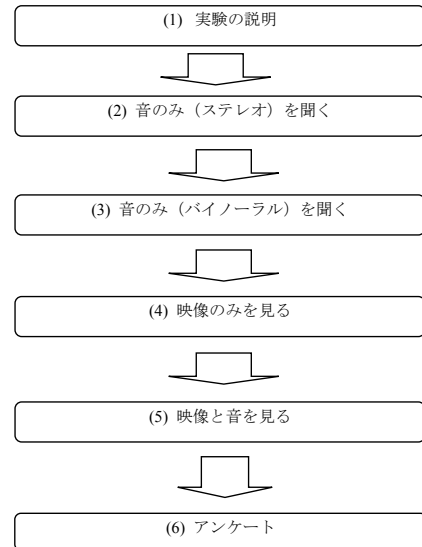 (1) 実験の説明
(2) 音のみ（ステレオ）を聞く
(3) 音のみ（バイノーラル）を聞く
(4) 映像のみを見る
(5) 映像と音を見る
(6) アンケート